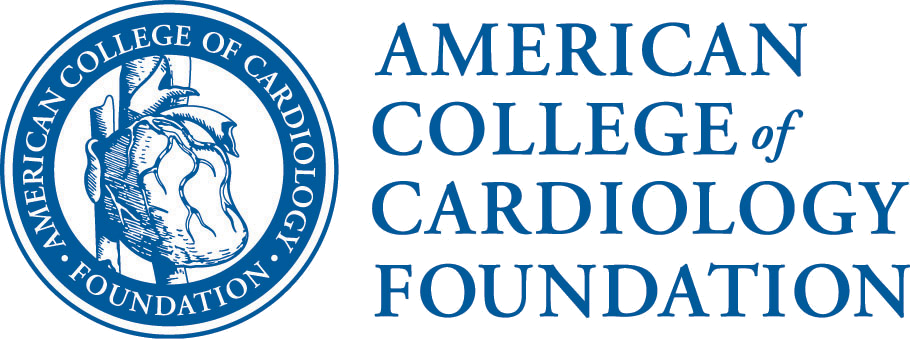 AMERICAN COLLEGE OF CARDIOLOGY
• FOUNDATION •
AMERICAN
COLLEGE of
CARDIOLOGY
FOUNDATION